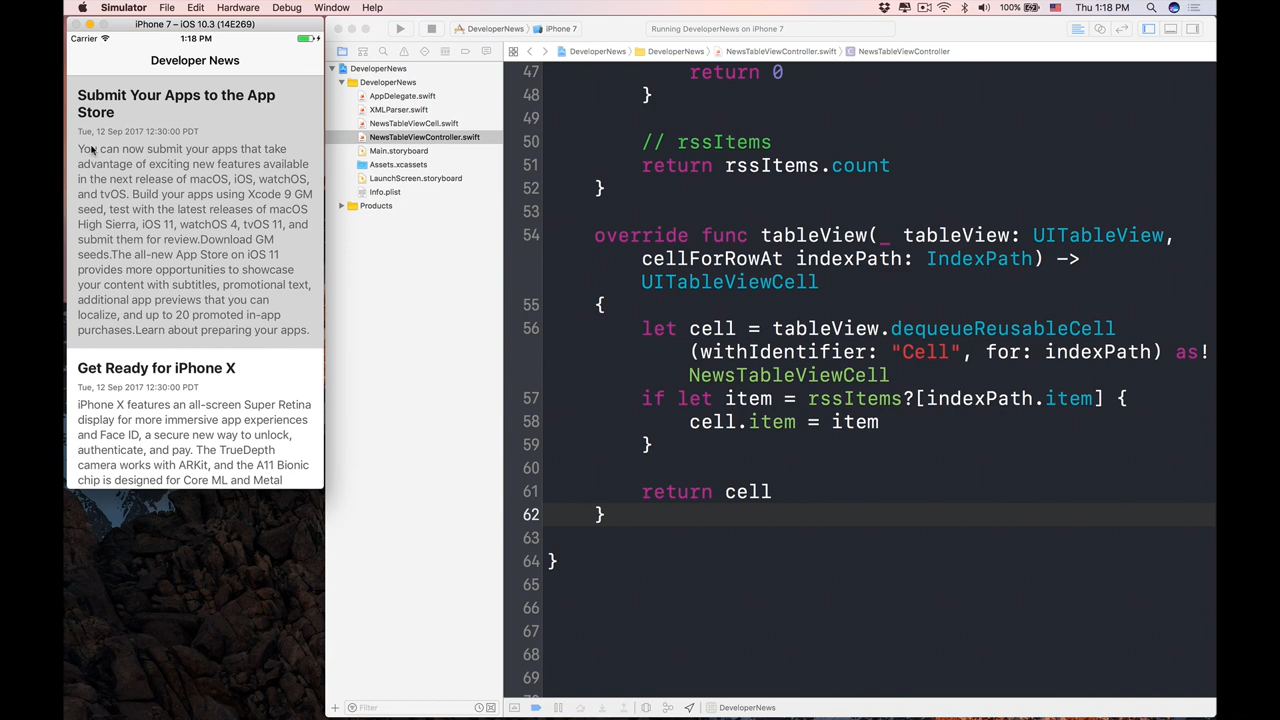 Simulator File Edit Hardware Debug Window Help 100% Thu 1:18 PM
iPhone 7 – iOS 10.3 (14E269)
Carrier 1:18 PM
Developer News
Submit Your Apps to the App
Store
Tue, 12 Sep 2017 12:30:00 PDT
You can now submit your apps that take
advantage of exciting new features available
in the next release of macOS, iOS, watchOS,
and tvOS. Build your apps using Xcode 9 GM
seed, test with the latest releases of macOS
High Sierra, iOS 11, watchOS 4, tvOS 11, and
submit them for review.Download GM
seeds.The all-new App Store on iOS 11
provides more opportunities to showcase
your content with subtitles, promotional text,
additional app previews that you can
localize, and up to 20 promoted in-app
purchases.Learn about preparing your apps.
Get Ready for iPhone X
Tue, 12 Sep 2017 12:30:00 PDT
iPhone X features an all-screen Super Retina
display for more immersive app experiences
and Face ID, a secure new way to unlock,
authenticate, and pay. The TrueDepth
camera works with ARKit, and the A11 Bionic
chip is designed for Core ML and Metal
DeveloperNews iPhone 7 Running DeveloperNews on iPhone 7
DeveloperNews DeveloperNews NewsTableViewController.swift C NewsTableViewController
DeveloperNews
DeveloperNews
AppDelegate.swift
XMLParser.swift
NewsTableViewCell.swift
NewsTableViewController.swift
Main.storyboard
Assets.xcassets
LaunchScreen.storyboard
Info.plist
Products
47 return 0
48 }
49
50 // rssItems
51 return rssItems.count
52 }
53
54 override func tableView(_ tableView: UITableView,
cellForRowAt indexPath: IndexPath) ->
UITableViewCell
55 {
56 let cell = tableView.dequeueReusableCell
(withIdentifier: "Cell", for: indexPath) as!
NewsTableViewCell
57 if let item = rssItems?[indexPath.item] {
58 cell.item = item
59 }
60
61 return cell
62 }
63
64 }
65
66
67
68
69
Filter
DeveloperNews